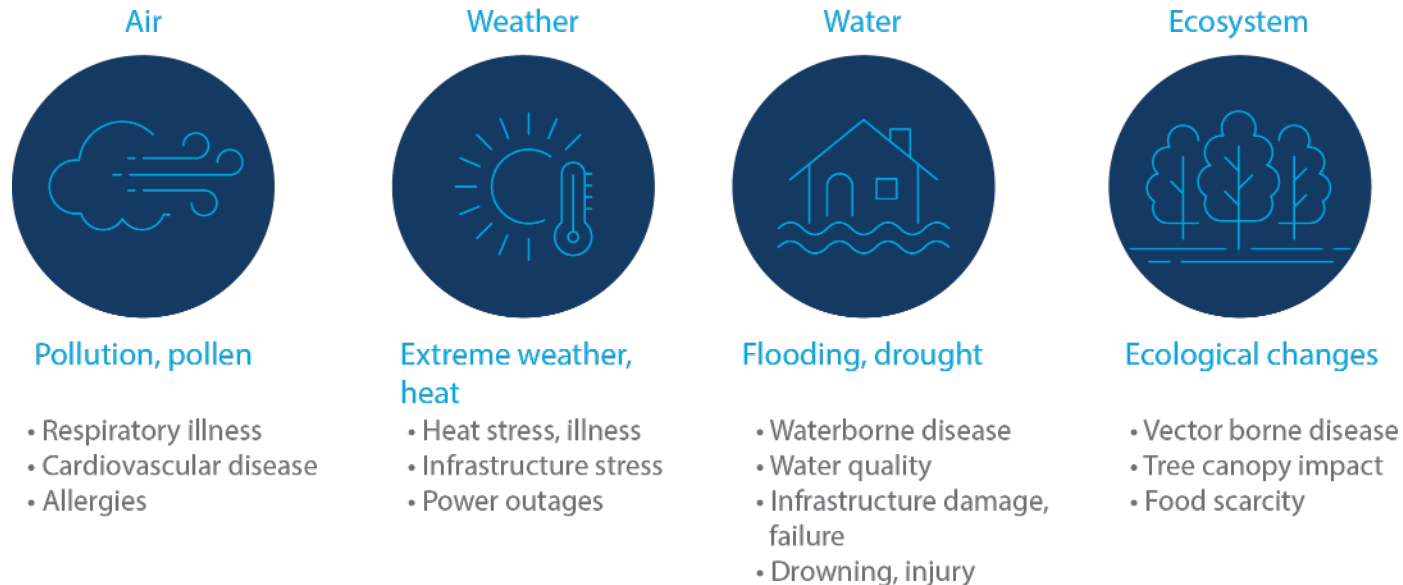 Air
Pollution, pollen
• Respiratory illness
• Cardiovascular disease
• Allergies
Weather
Extreme weather,
heat
• Heat stress, illness
• Infrastructure stress
• Power outages
Water
Flooding, drought
• Waterborne disease
• Water quality
• Infrastructure damage,
failure
• Drowning, injury
Ecosystem
Ecological changes
• Vector borne disease
• Tree canopy impact
• Food scarcity